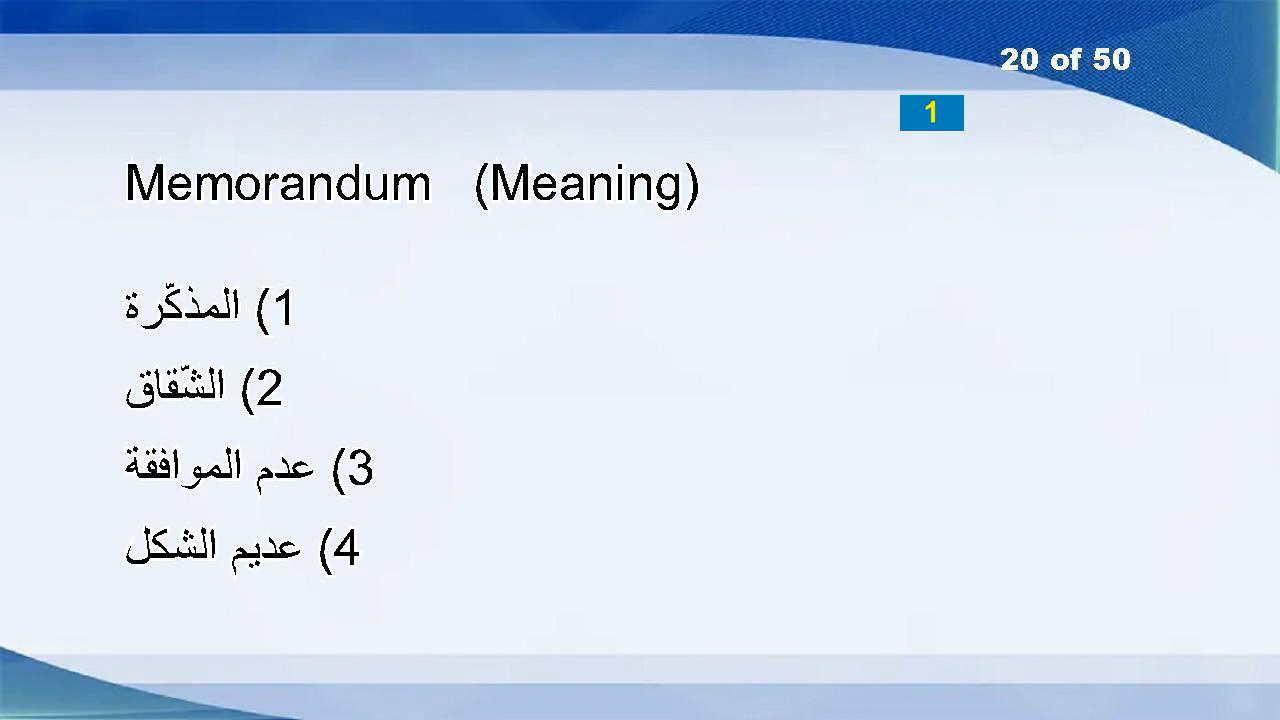 20 of 50
1
Memorandum (Meaning)
1) المذكّرة
2) الشّقاق
3) عدم الموافقة
4) عديم الشكل